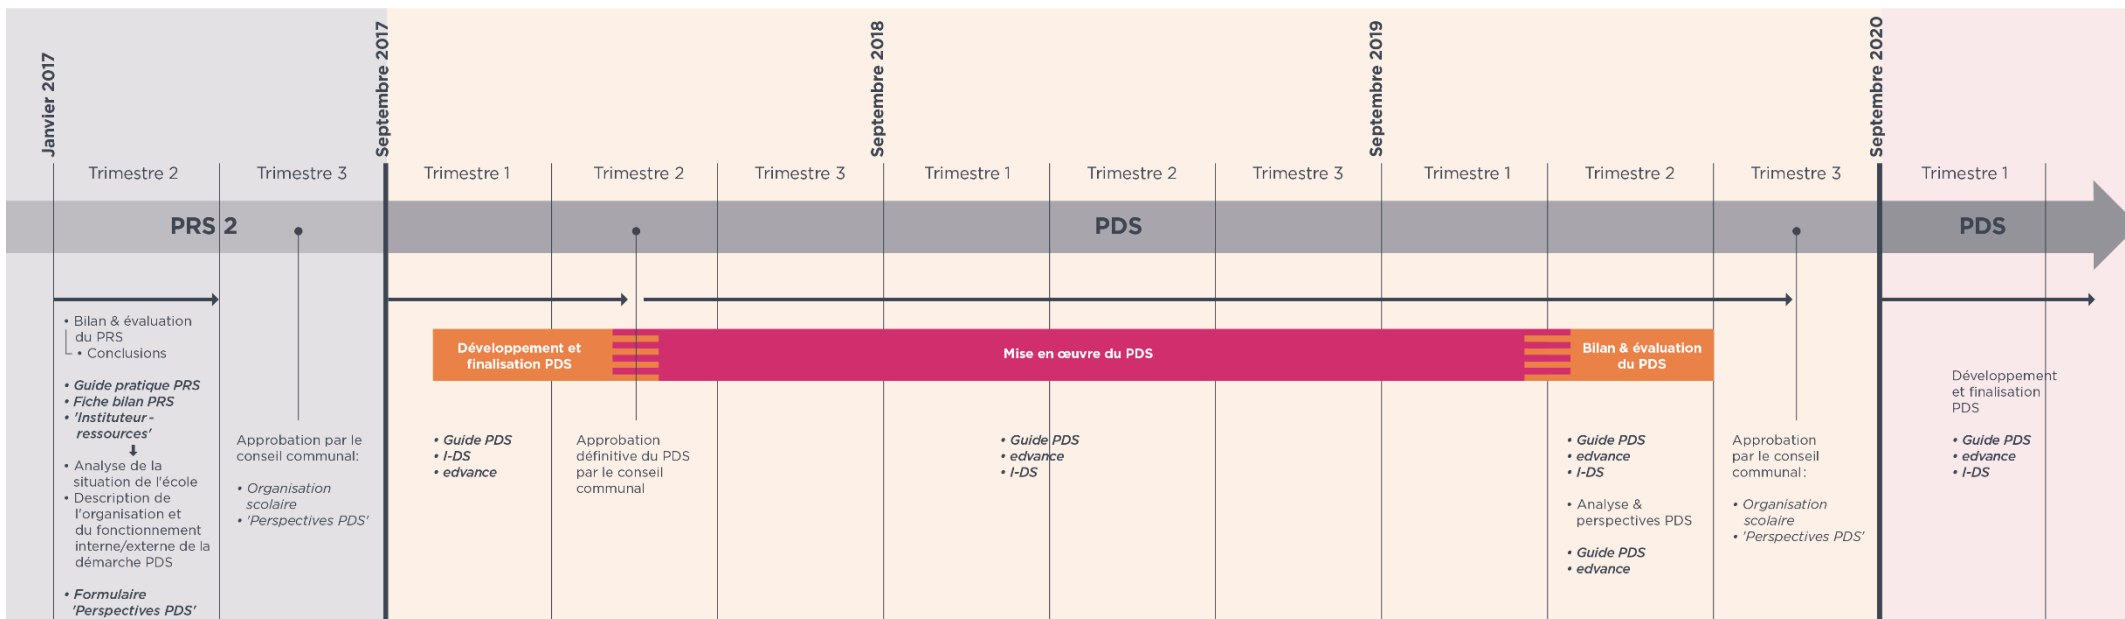 Janvier 2017
Septembre 2017
Septembre 2018
Septembre 2019
Septembre 2020
Trimestre 2
Trimestre 3
Trimestre 1
Trimestre 2
Trimestre 3
Trimestre 1
Trimestre 2
Trimestre 3
Trimestre 1
Trimestre 2
Trimestre 3
Trimestre 1
PRS 2
PDS
PDS
• Bilan & évaluation
du PRS
• Conclusions
• Guide pratique PRS
• Fiche bilan PRS
• 'Instituteur-
ressources'
• Analyse de la
situation de l'école
• Description de
l'organisation et
du fonctionnement
interne/externe de la
démarche PDS
• Formulaire
'Perspectives PDS'
Approbation par le
conseil communal:
• Organisation
scolaire
• 'Perspectives PDS'
Développement et
finalisation PDS
Mise en œuvre du PDS
Bilan & évaluation
du PDS
• Guide PDS
• I-DS
• edvance
Approbation
définitive du PDS
par le conseil
communal
• Guide PDS
• edvance
• I-DS
• Guide PDS
• edvance
• I-DS
• Analyse &
perspectives PDS
• Guide PDS
• edvance
Approbation
par le conseil
communal:
• Organisation
scolaire
• 'Perspectives PDS'
Développement
et finalisation
PDS
• Guide PDS
• edvance
• I-DS